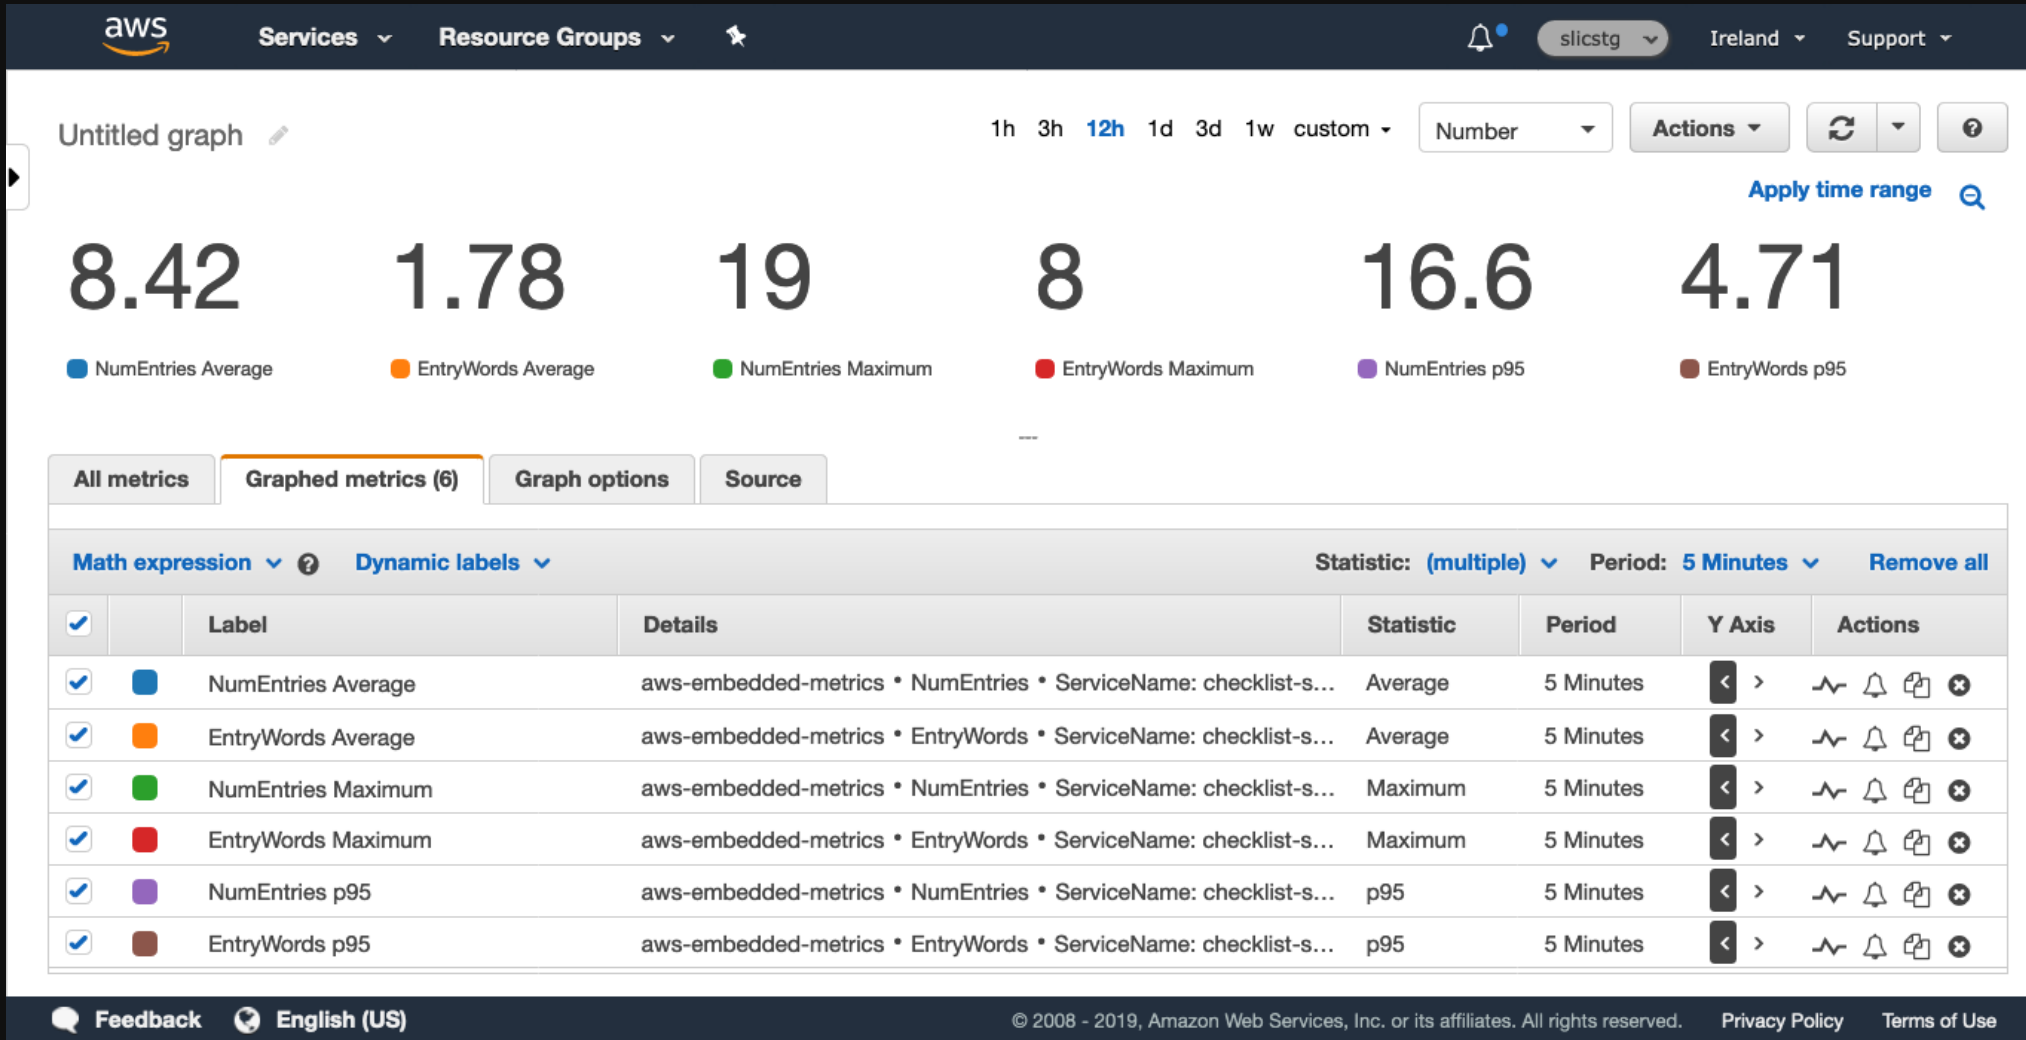 aws Services Resource Groups slicstg Ireland Support
Untitled graph 1h 3h 12h 1d 3d 1w custom Number Actions
Apply time range
8.42 1.78 19 8 16.6 4.71
NumEntries Average EntryWords Average NumEntries Maximum EntryWords Maximum NumEntries p95 EntryWords p95
All metrics Graphed metrics (6) Graph options Source
Math expression Dynamic labels Statistic: (multiple) Period: 5 Minutes Remove all
Label Details Statistic Period Y Axis Actions
NumEntries Average aws-embedded-metrics • NumEntries • ServiceName: checklist-s... Average 5 Minutes
EntryWords Average aws-embedded-metrics • EntryWords • ServiceName: checklist-s... Average 5 Minutes
NumEntries Maximum aws-embedded-metrics • NumEntries • ServiceName: checklist-s... Maximum 5 Minutes
EntryWords Maximum aws-embedded-metrics • EntryWords • ServiceName: checklist-s... Maximum 5 Minutes
NumEntries p95 aws-embedded-metrics • NumEntries • ServiceName: checklist-s... p95 5 Minutes
EntryWords p95 aws-embedded-metrics • EntryWords • ServiceName: checklist-s... p95 5 Minutes
Feedback English (US) © 2008 - 2019, Amazon Web Services, Inc. or its affiliates. All rights reserved. Privacy Policy Terms of Use